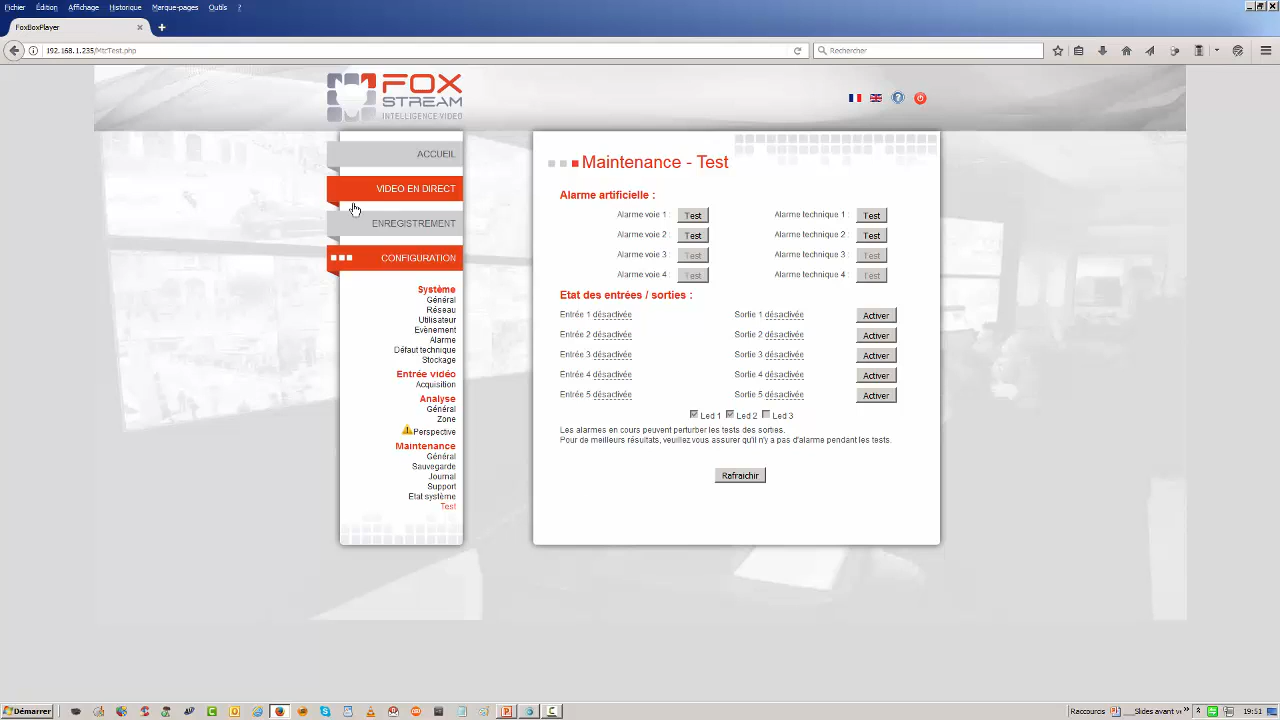 Fichier Édition Affichage Historique Marque-pages Outils ?
FoxBoxPlayer
192.168.1.235/MtcTest.php
Rechercher
FOX
STREAM
INTELLIGENCE VIDEO
ACCUEIL
VIDEO EN DIRECT
ENREGISTREMENT
CONFIGURATION
Système
Général
Réseau
Utilisateur
Evènement
Alarme
Défaut technique
Stockage
Entrée vidéo
Acquisition
Analyse
Général
Zone
Perspective
Maintenance
Général
Sauvegarde
Journal
Support
Etat système
Test
Maintenance - Test
Alarme artificielle :
Alarme voie 1 : Test Alarme technique 1 : Test
Alarme voie 2 : Test Alarme technique 2 : Test
Alarme voie 3 : Test Alarme technique 3 : Test
Alarme voie 4 : Test Alarme technique 4 : Test
Etat des entrées / sorties :
Entrée 1 désactivée Sortie 1 désactivée Activer
Entrée 2 désactivée Sortie 2 désactivée Activer
Entrée 3 désactivée Sortie 3 désactivée Activer
Entrée 4 désactivée Sortie 4 désactivée Activer
Entrée 5 désactivée Sortie 5 désactivée Activer
Led 1 Led 2 Led 3
Les alarmes en cours peuvent perturber les tests des sorties.
Pour de meilleurs résultats, veuillez vous assurer qu'il n'y a pas d'alarme pendant les tests.
Rafraichir
Démarrer
Raccouros
__Slides avant ve
19:51